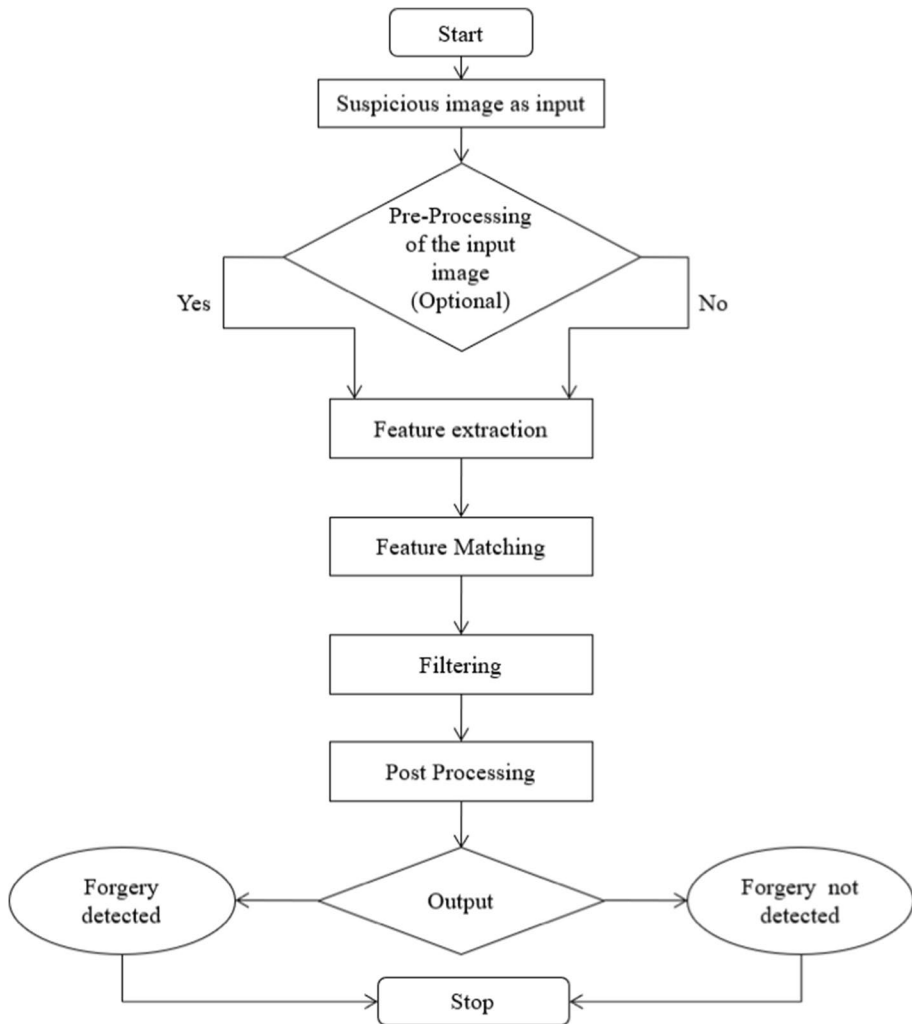 Start
Suspicious image as input
Pre-Processing
of the input
image
(Optional)
Yes
No
Feature extraction
Feature Matching
Filtering
Post Processing
Forgery
detected
Output
Forgery not
detected
Stop